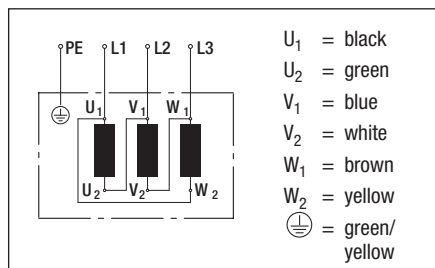 PE L1 L2 L3
U1 V1 W1
U2 V2 W2
U1 = black
U2 = green
V1 = blue
V2 = white
W1 = brown
W2 = yellow
= green/
yellow